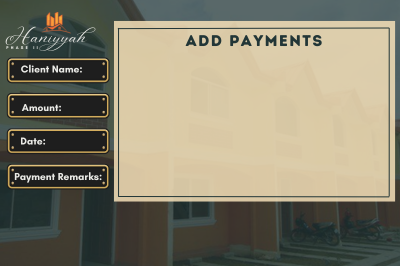 Haniyyah
PHASE II
ADD PAYMENTS
Client Name:
Amount:
Date:
Payment Remarks: